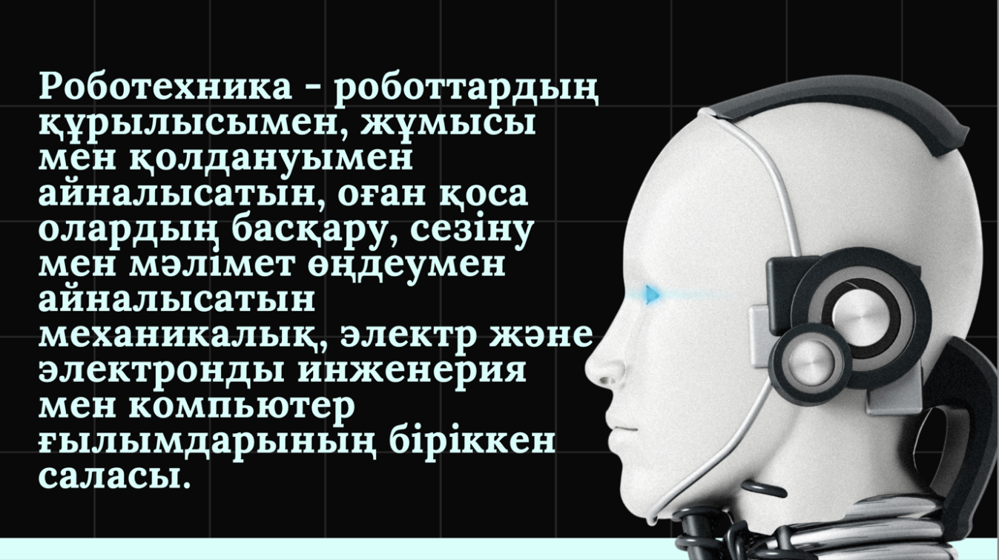 Роботехника - роботтардың
құрылысымен, жұмысы
мен қолдануымен
айналысатын, оған қоса
олардың басқару, сезіну
мен мәлімет өңдеумен
айналысатын
механикалық, электр және
электронды инженерия
мен компьютер
ғылымдарының біріккен
саласы.